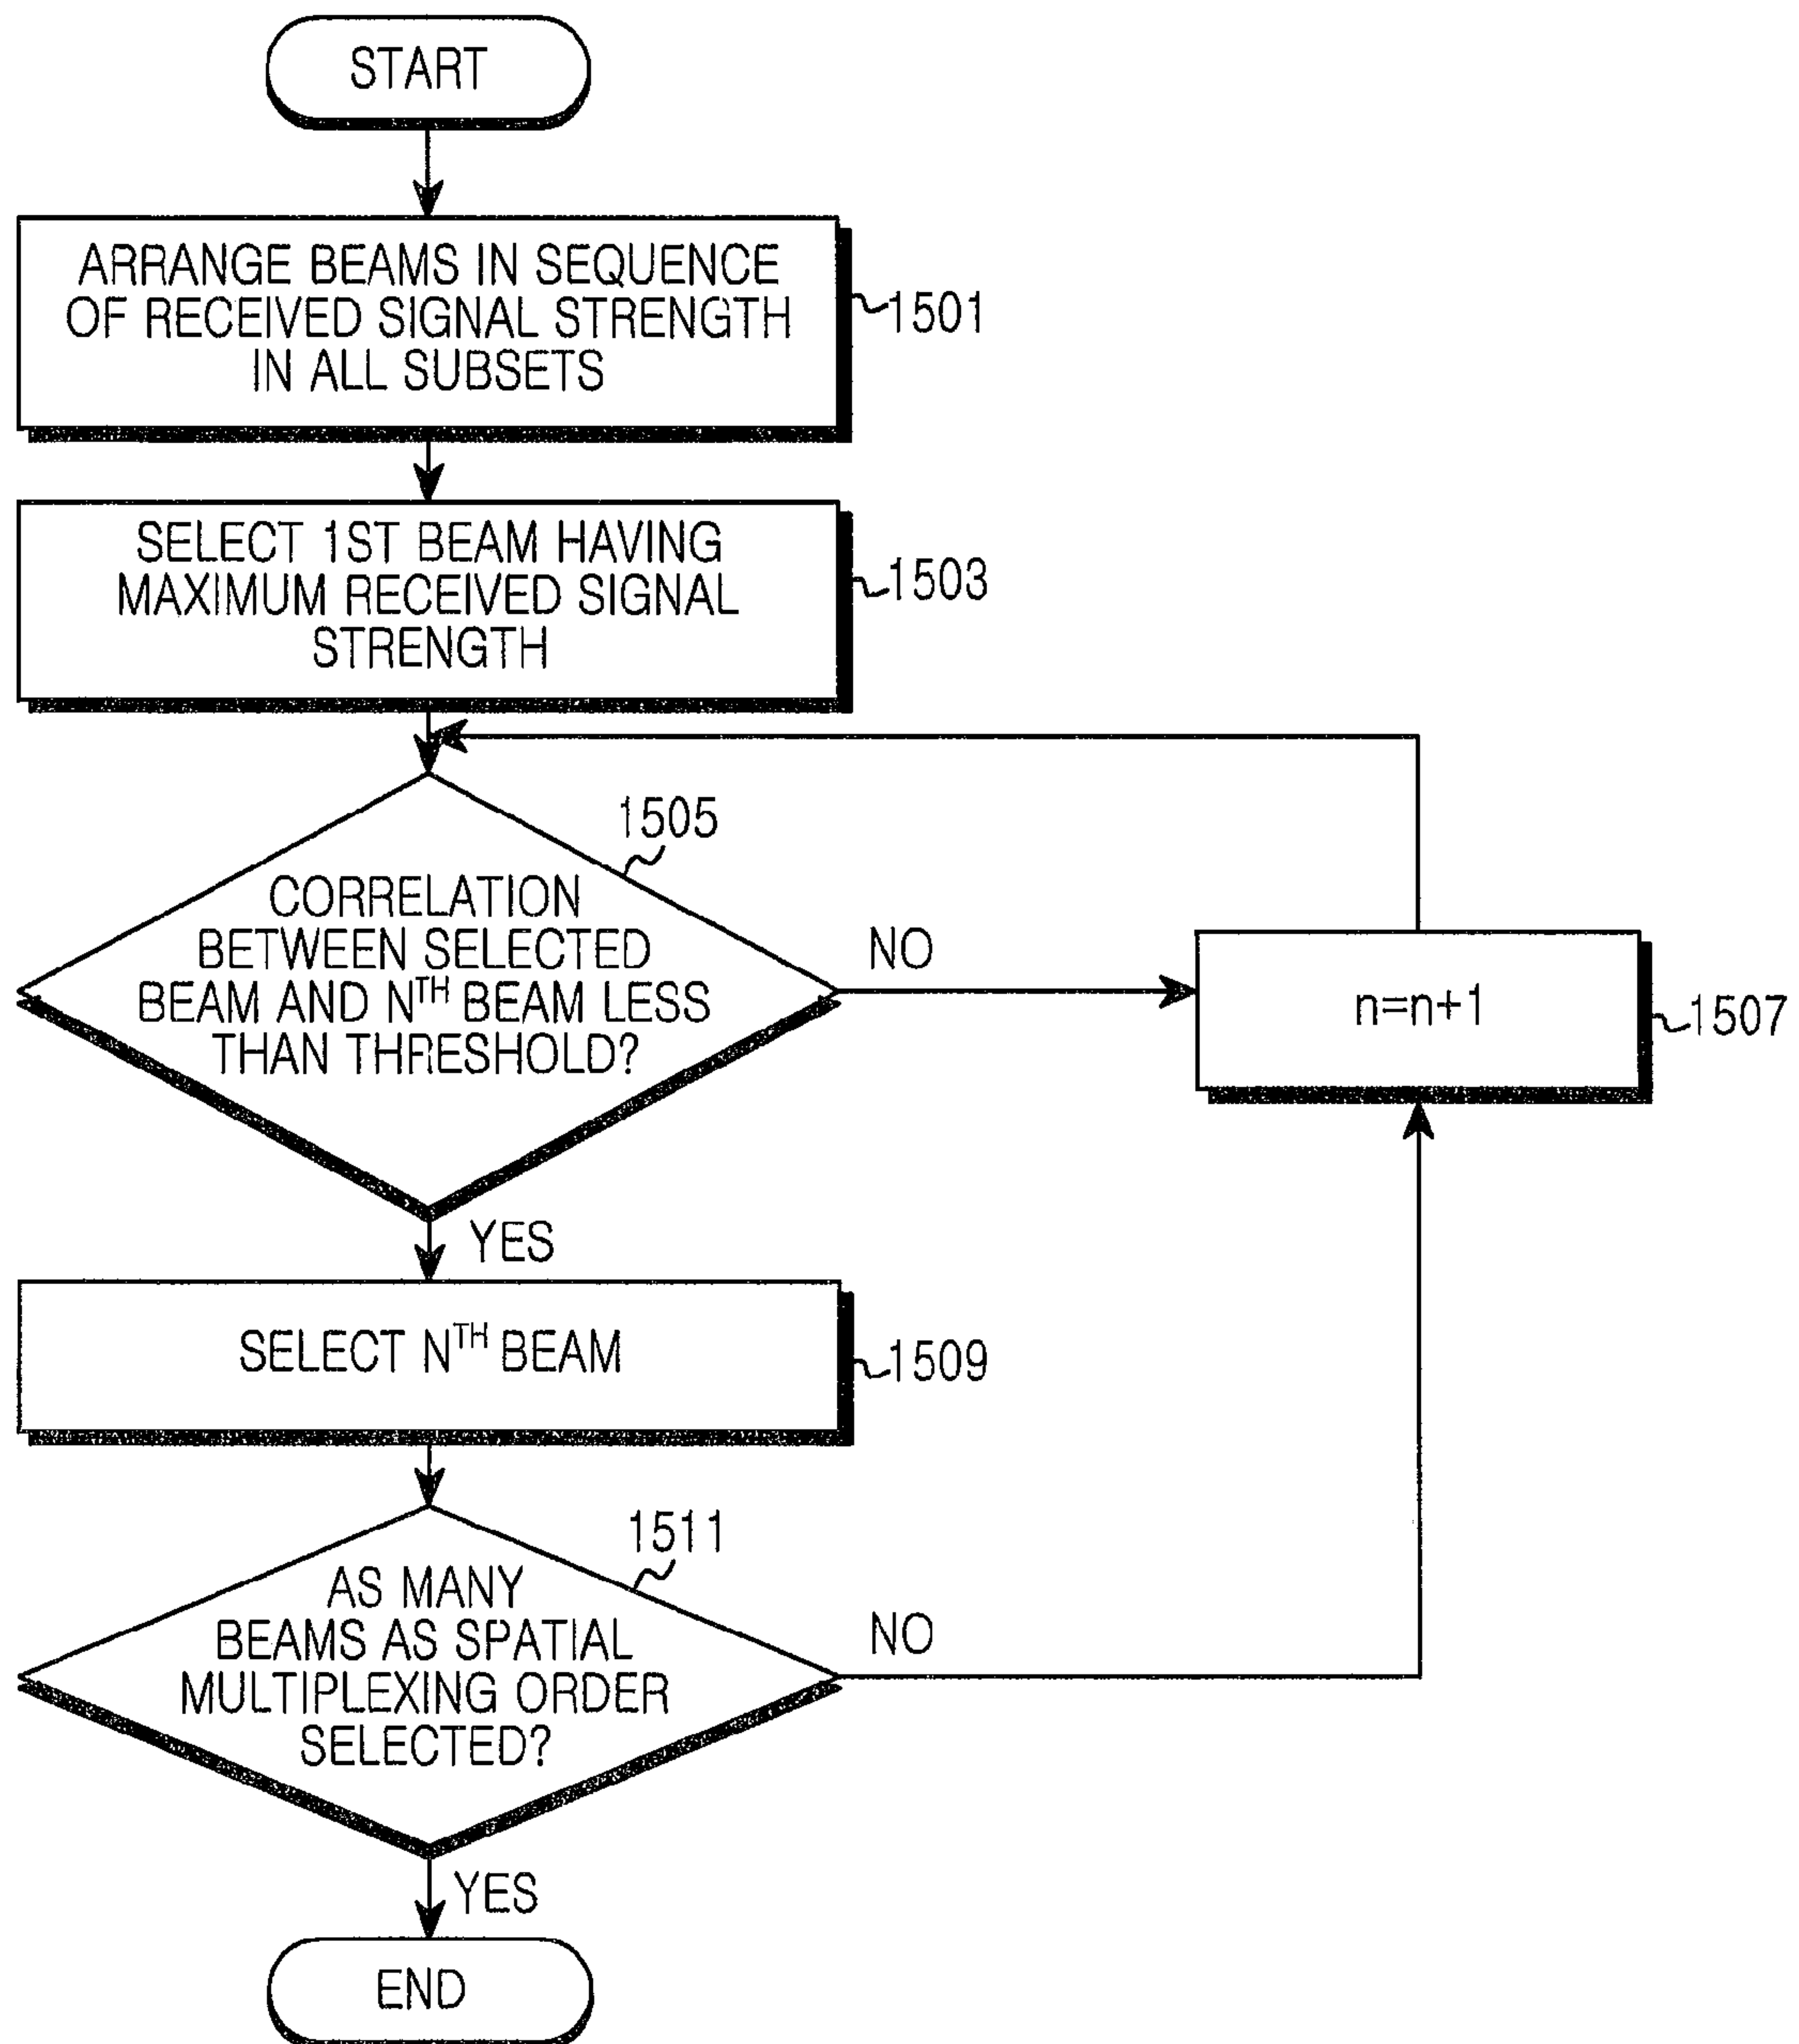 START
ARRANGE BEAMS IN SEQUENCE
OF RECEIVED SIGNAL STRENGTH
IN ALL SUBSETS
1501
SELECT 1ST BEAM HAVING
MAXIMUM RECEIVED SIGNAL
STRENGTH
1503
1505
CORRELATION
BETWEEN SELECTED
BEAM AND NTH BEAM LESS
THAN THRESHOLD?
NO
n=n+1
1507
YES
SELECT NTH BEAM
1509
1511
AS MANY
BEAMS AS SPATIAL
MULTIPLEXING ORDER
SELECTED?
NO
YES
END